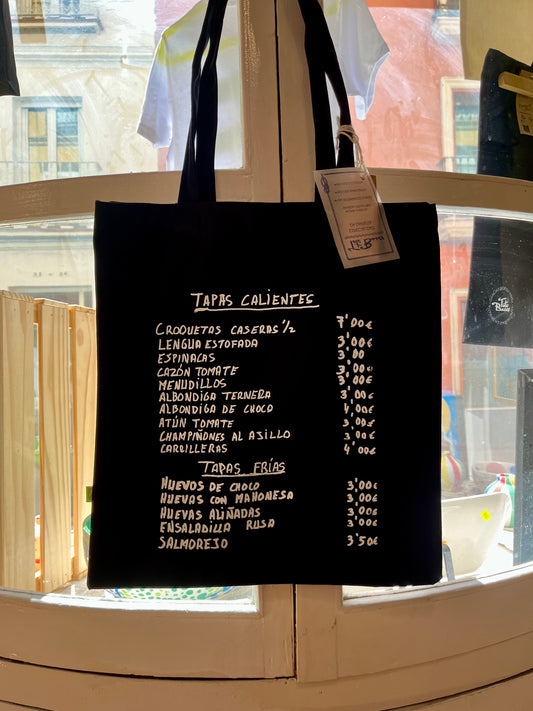 TAPAS CALIENTES
CROQUETAS CASERAS 1/2 7'00€
LENGUA ESTOFADA 3'00€
ESPINACAS 3'00
CAZÓN TOMATE 3'00€
MENUDILLOS 3'00€
ALBONDIGA TERNERA 3'00€
ALBONDIGA DE CHOCO 4'00€
ATÚN TOMATE 3'00€
CHAMPIÑONES AL AJILLO 3'00€
CARRILLERAS 4'00€
TAPAS FRÍAS
HUEVOS DE CHOCO 3'00€
HUEVAS CON MAHONESA 3'00€
HUEVAS ALIÑADAS 3'00€
ENSALADILLA RUSA 3'00€
SALMOREJO 3'50€